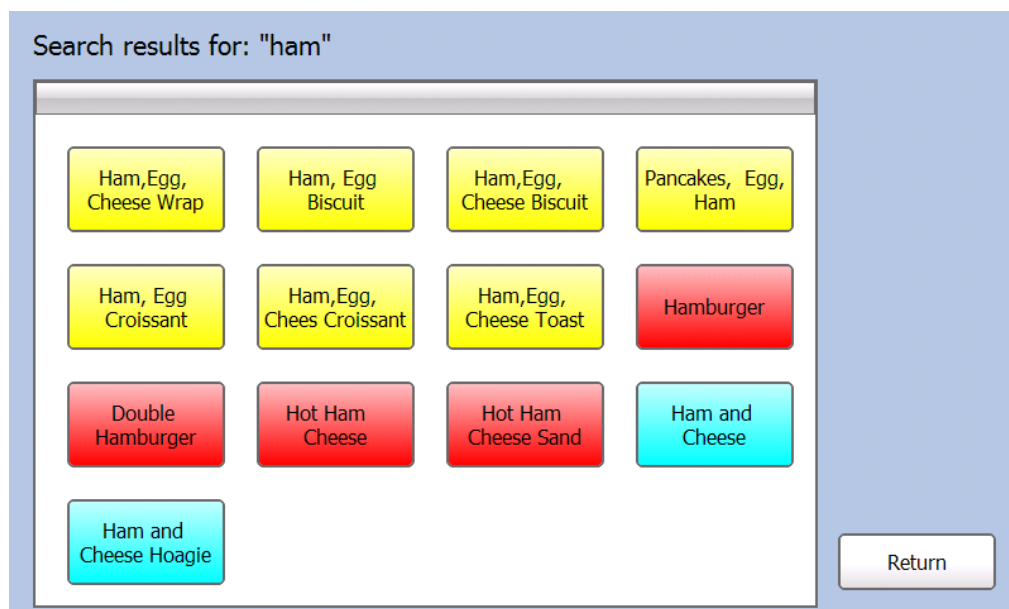 Search results for: "ham"
Ham,Egg,
Cheese Wrap
Ham, Egg
Biscuit
Ham,Egg,
Cheese Biscuit
Pancakes, Egg,
Ham
Ham, Egg
Croissant
Ham,Egg,
Chees Croissant
Ham,Egg,
Cheese Toast
Hamburger
Double
Hamburger
Hot Ham
Cheese
Hot Ham
Cheese Sand
Ham and
Cheese
Ham and
Cheese Hoagie
Return